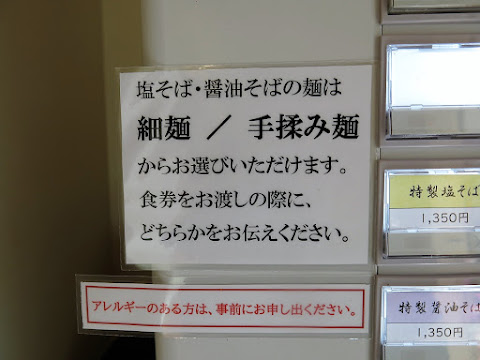 塩そば・醤油そばの麺は
細麺 ／ 手揉み麺
からお選びいただけます。
食券をお渡しの際に、
どちらかをお伝えください。
アレルギーのある方は、事前にお申し出ください。
特製塩そば
1,350円
特製醤油そ
1,350円